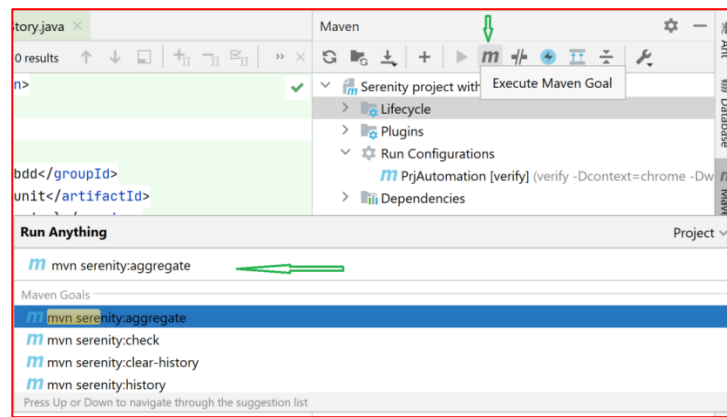 tory.java
Maven
0 results
m
Execute Maven Goal
n>
Serenity project with
Lifecycle
Plugins
Run Configurations
bdd</groupId>
m PrjAutomation [verify] (verify -Dcontext=chrome -Dw
unit</artifactId>
Dependencies
Ant
Database
Run Anything
Project
m mvn serenity:aggregate
Maven Goals
m mvn serenity:aggregate
m mvn serenity:check
m mvn serenity:clear-history
m mvn serenity:history
Press Up or Down to navigate through the suggestion list